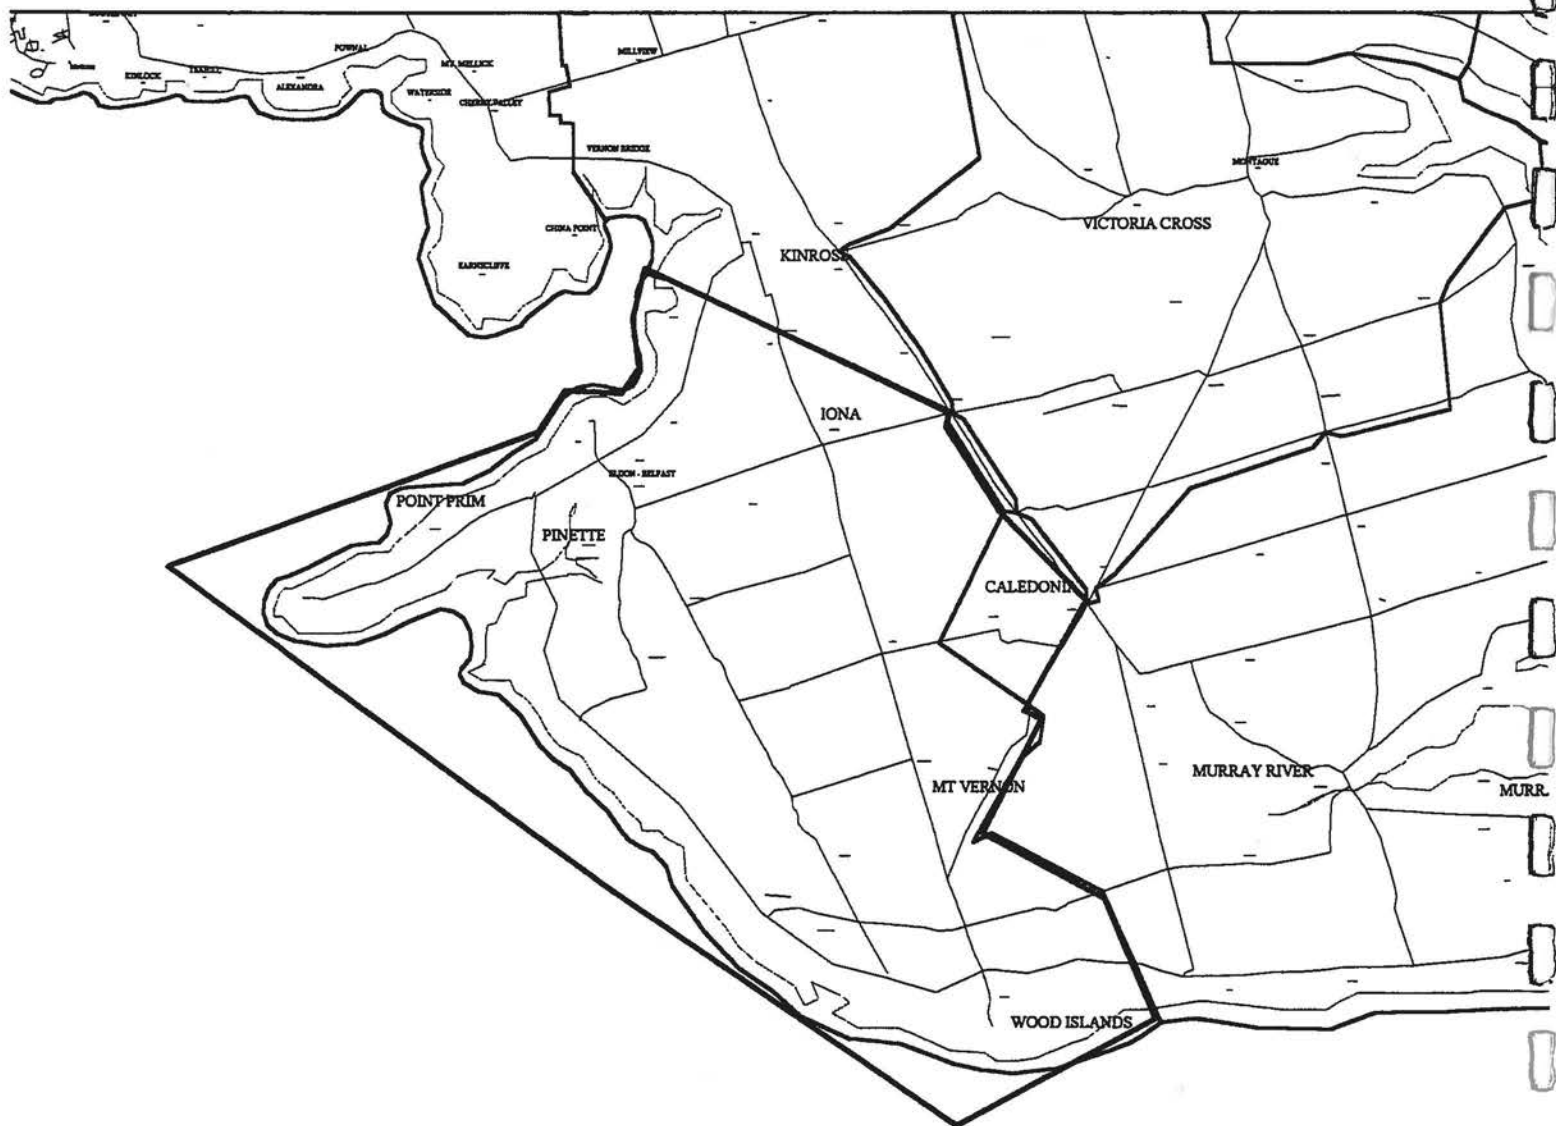 POWNAL
MILLVIEW
MT. MELLICK
KINLOCK
ALEXANDRA
WATERSIDE
CHERRY VALLEY
VERNON BRIDGE
MONTAGUE
VICTORIA CROSS
CHINA POINT
KINROSS
EARNSCLIFFE
IONA
ELDON - BELFAST
POINT PRIM
PINETTE
CALEDONIA
MURRAY RIVER
MT VERNON
MURR
WOOD ISLANDS